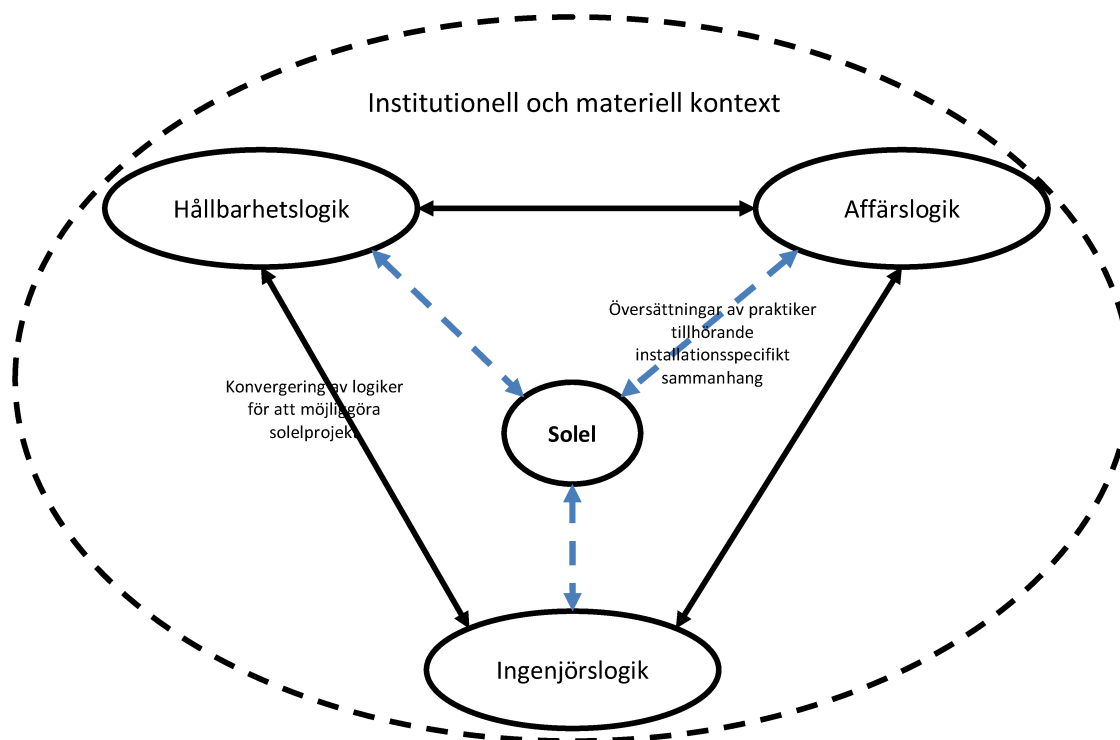 Institutionell och materiell kontext
Hållbarhetslogik
Affärslogik
Översättningar av praktiker
tillhörande
installationsspecifikt
sammanhang
Konvergering av logiker
för att möjliggöra
solelprojekt
Solel
Ingenjörslogik